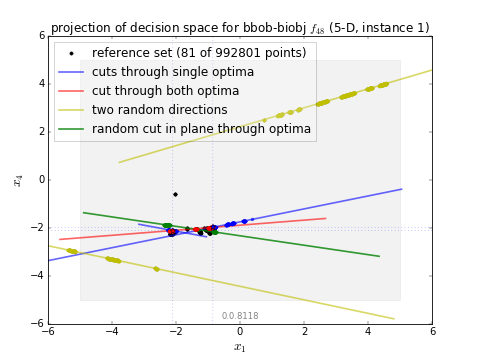 projection of decision space for bbob-biobj f48 (5-D, instance 1)
reference set (81 of 992801 points)
cuts through single optima
cut through both optima
two random directions
random cut in plane through optima
6
4
2
0
−2
−4
−6
x4
0.0.8118
−6
−4
−2
0
2
4
6
x1